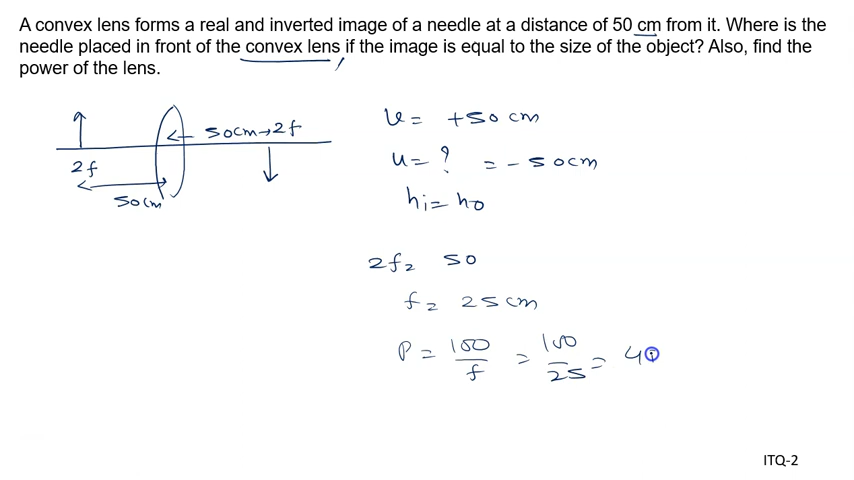 A convex lens forms a real and inverted image of a needle at a distance of 50 cm from it. Where is the
needle placed in front of the convex lens if the image is equal to the size of the object? Also, find the
power of the lens.
50cm→2f
2f
50cm
v= +50 cm
u= ? = -50cm
hi= ho
2f= 50
f= 25cm
P = 100/f = 100/25 = 4D
ITQ-2